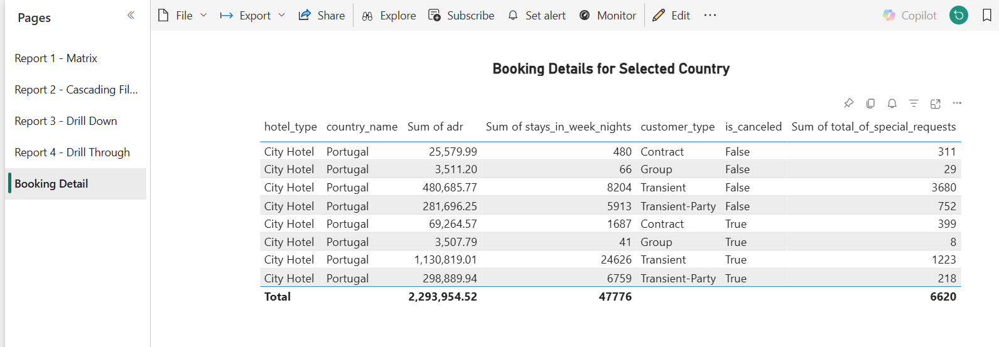 Pages
File Export Share Explore Subscribe Set alert Monitor Edit Copilot
Report 1 - Matrix
Report 2 - Cascading Fil...
Report 3 - Drill Down
Report 4 - Drill Through
Booking Detail
Booking Details for Selected Country
hotel_type country_name Sum of adr Sum of stays_in_week_nights customer_type is_canceled Sum of total_of_special_requests
City Hotel Portugal 25,579.99 480 Contract False 311
City Hotel Portugal 3,511.20 66 Group False 29
City Hotel Portugal 480,685.77 8204 Transient False 3680
City Hotel Portugal 281,696.25 5913 Transient-Party False 752
City Hotel Portugal 69,264.57 1687 Contract True 399
City Hotel Portugal 3,507.79 41 Group True 8
City Hotel Portugal 1,130,819.01 24626 Transient True 1223
City Hotel Portugal 298,889.94 6759 Transient-Party True 218
Total 2,293,954.52 47776 6620